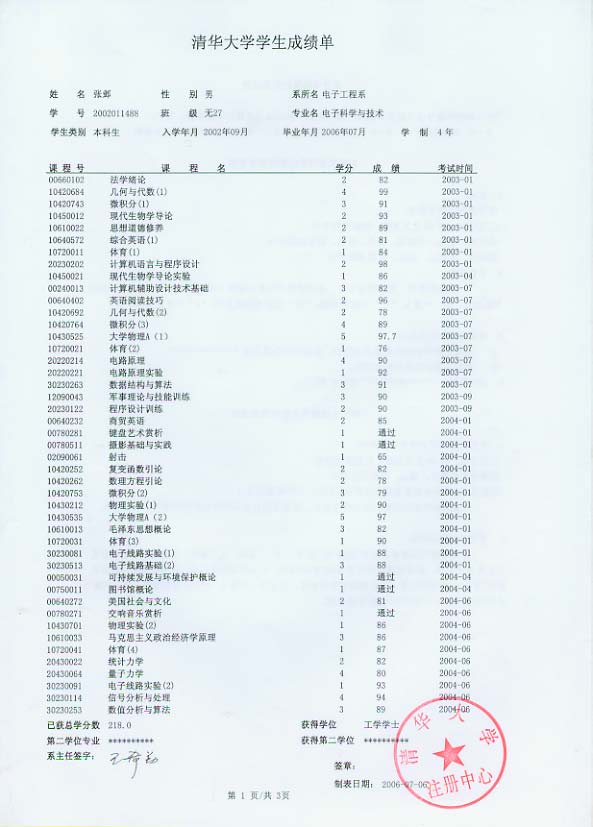 清华大学学生成绩单
姓 名 张郸 性 别 男 系所名 电子工程系
学 号 2002011488 班 级 无27 专业名 电子科学与技术
学生类别 本科生 入学年月 2002年09月 毕业年月 2006年07月 学 制 4 年
课 程 号 课 程 名 学分 成 绩 考试时间
00660102 法学绪论 2 82 2003-01
10420684 几何与代数(1) 4 99 2003-01
10420743 微积分(1) 3 91 2003-01
10450012 现代生物学导论 2 93 2003-01
10610022 思想道德修养 2 89 2003-01
10640572 综合英语(1) 2 81 2003-01
10720011 体育(1) 1 84 2003-01
20230202 计算机语言与程序设计 2 98 2003-01
10450021 现代生物学导论实验 1 86 2003-04
00240013 计算机辅助设计技术基础 3 82 2003-07
00640402 英语阅读技巧 2 96 2003-07
10420692 几何与代数(2) 2 78 2003-07
10420764 微积分(3) 4 89 2003-07
10430525 大学物理A（1） 5 97.7 2003-07
10720021 体育(2) 1 76 2003-07
20220214 电路原理 4 90 2003-07
20220221 电路原理实验 1 92 2003-07
30230263 数据结构与算法 3 91 2003-07
12090043 军事理论与技能训练 3 90 2003-09
20230122 程序设计训练 2 90 2003-09
00640232 商贸英语 2 85 2004-01
00780281 键盘艺术赏析 1 通过 2004-01
00780511 摄影基础与实践 1 通过 2004-01
02090061 射击 1 65 2004-01
10420252 复变函数引论 2 82 2004-01
10420262 数理方程引论 2 78 2004-01
10420753 微积分(2) 3 79 2004-01
10430212 物理实验(1) 2 90 2004-01
10430535 大学物理A（2） 5 97 2004-01
10610013 毛泽东思想概论 3 82 2004-01
10720031 体育(3) 1 90 2004-01
30230081 电子线路实验(1) 1 88 2004-01
30230513 电子线路基础(2) 3 88 2004-01
00050031 可持续发展与环境保护概论 1 通过 2004-04
00750011 图书馆概论 1 通过 2004-04
00640272 美国社会与文化 2 81 2004-06
00780271 交响音乐赏析 1 通过 2004-06
10430701 物理实验(2) 1 86 2004-06
10610033 马克思主义政治经济学原理 3 86 2004-06
10720041 体育(4) 1 87 2004-06
20430022 统计力学 2 82 2004-06
20430064 量子力学 4 80 2004-06
30230091 电子线路实验(2) 1 93 2004-06
30230114 信号分析与处理 4 94 2004-06
30230253 数值分析与算法 3 89 2004-06
已获总学分数 218.0 获得学位 工学学士
第二学位专业 ********** 获得第二学位 **********
系主任签字：
签章：
清华大学
注册中心
制表日期： 2006-07-06
第 1 页/共 3页